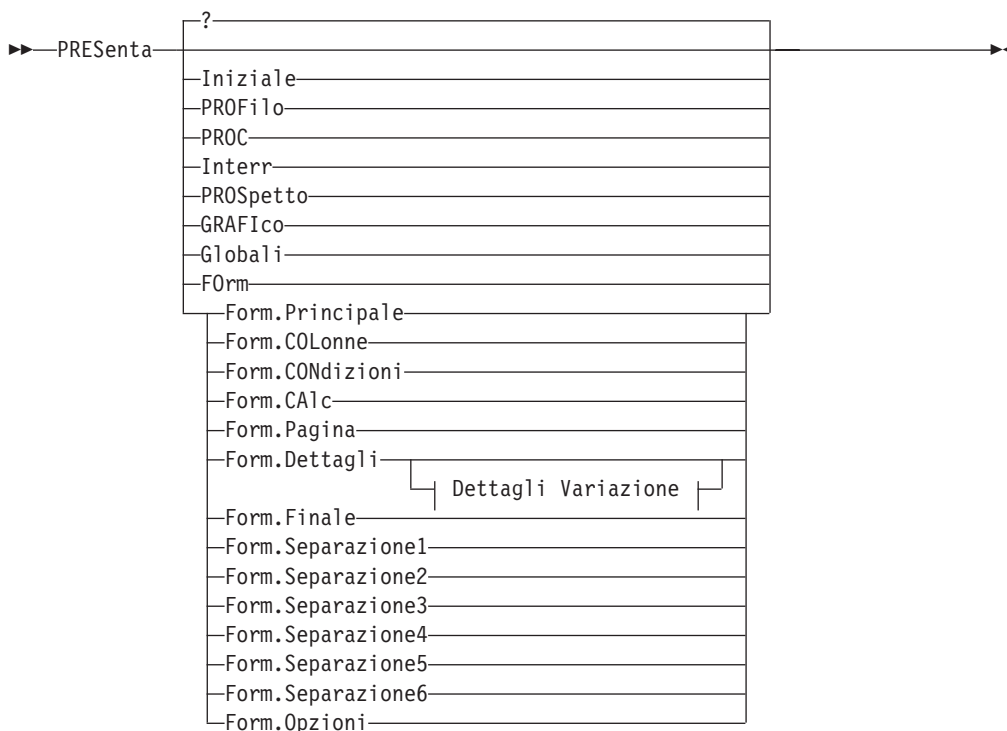 ?
PRESenta
Iniziale
PROFilo
PROC
Interr
PROSpetto
GRAFIco
Globali
FOrm
Form.Principale
Form.COLonne
Form.CONdizioni
Form.CAlc
Form.Pagina
Form.Dettagli
Dettagli Variazione
Form.Finale
Form.Separazione1
Form.Separazione2
Form.Separazione3
Form.Separazione4
Form.Separazione5
Form.Separazione6
Form.Opzioni